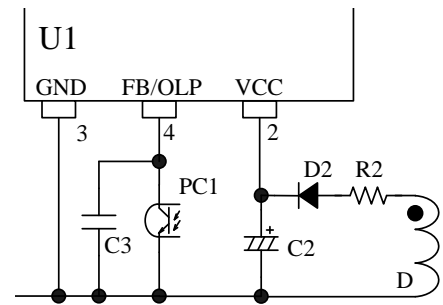 U1
GND FB/OLP VCC
3 4 2
D2 R2
PC1
C3 + C2
D